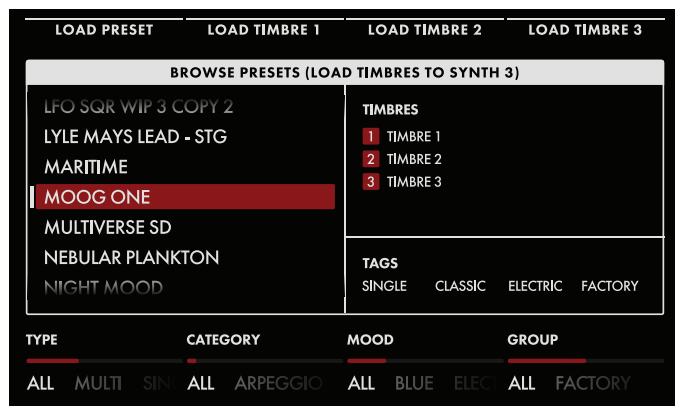 LOAD PRESET LOAD TIMBRE 1 LOAD TIMBRE 2 LOAD TIMBRE 3
BROWSE PRESETS (LOAD TIMBRES TO SYNTH 3)
LFO SQR WIP 3 COPY 2
LYLE MAYS LEAD - STG
MARITIME
MOOG ONE
MULTIVERSE SD
NEBULAR PLANKTON
NIGHT MOOD
TIMBRES
1 TIMBRE 1
2 TIMBRE 2
3 TIMBRE 3
TAGS
SINGLE CLASSIC ELECTRIC FACTORY
TYPE CATEGORY MOOD GROUP
ALL MULTI SIN ALL ARPEGGIO ALL BLUE ELECT ALL FACTORY